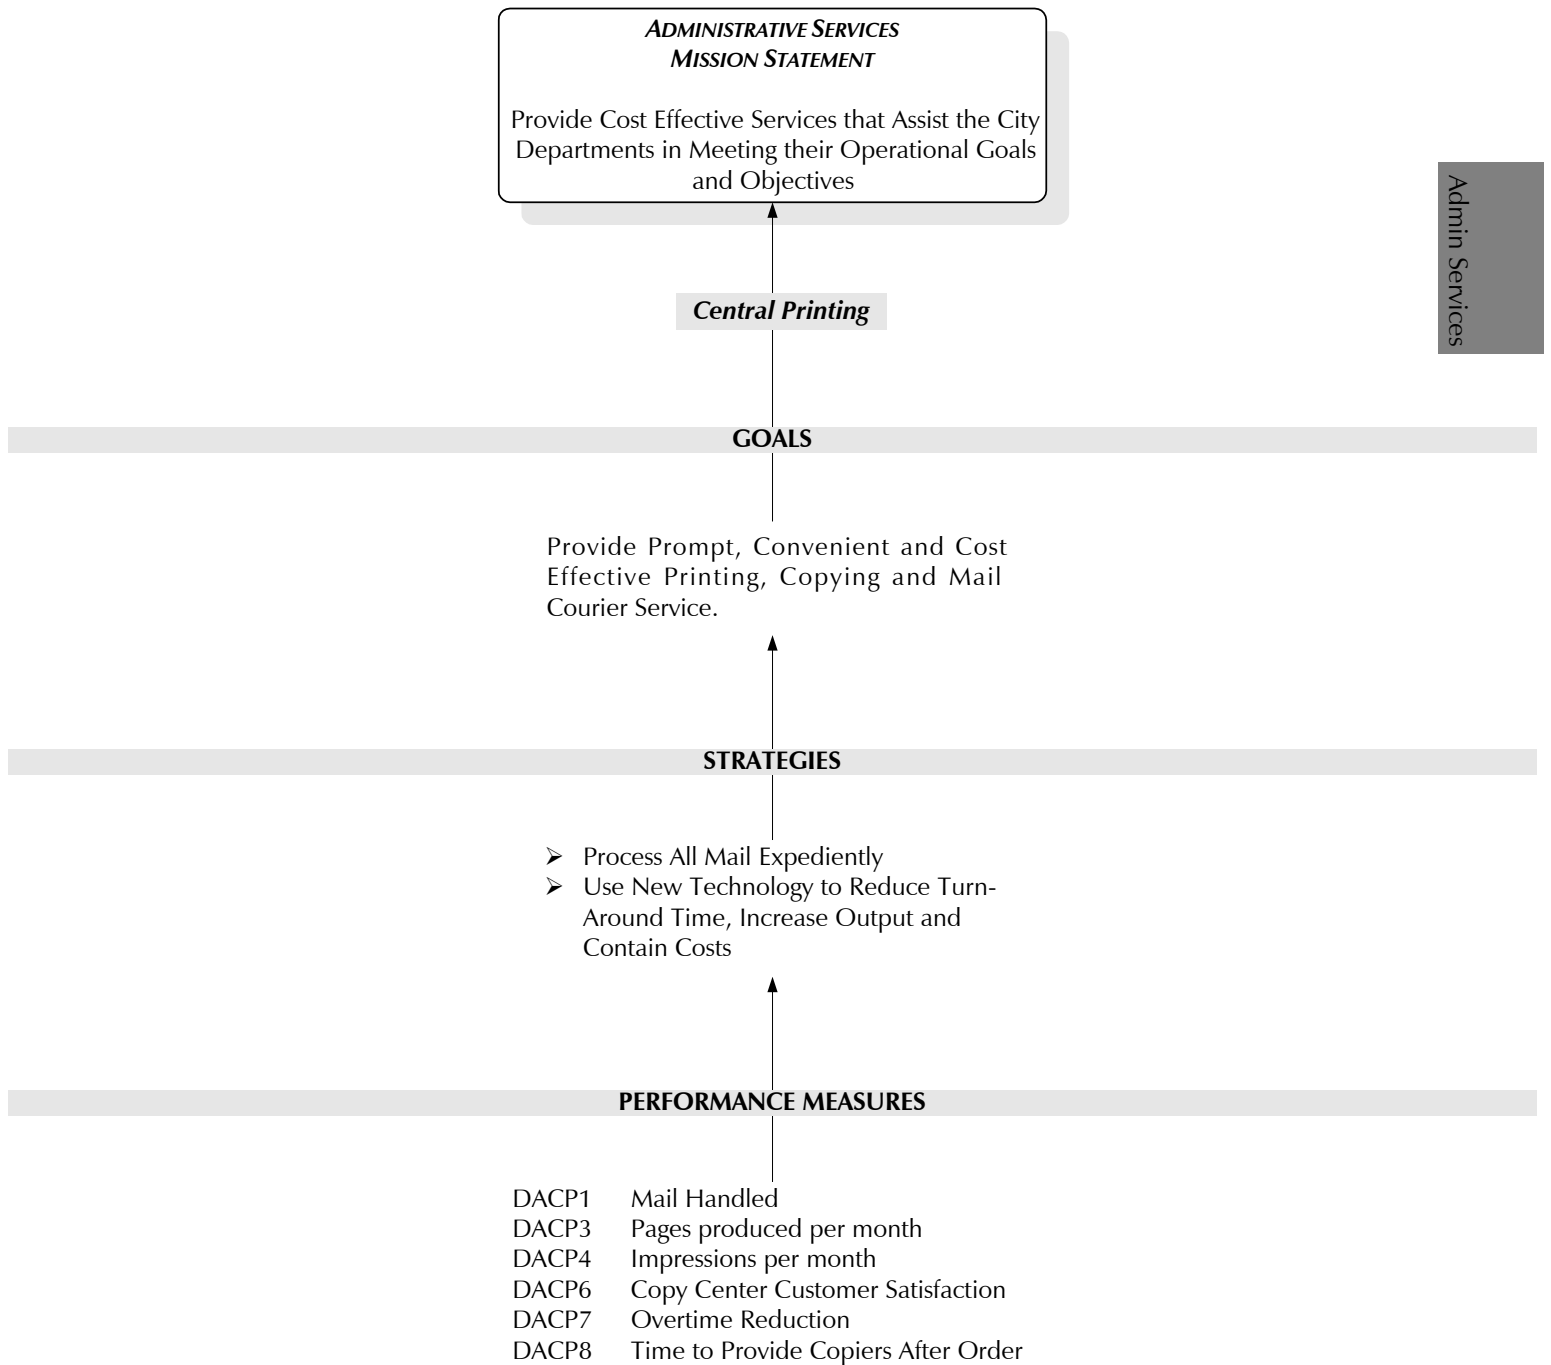 ADMINISTRATIVE SERVICES
MISSION STATEMENT
Provide Cost Effective Services that Assist the City
Departments in Meeting their Operational Goals
and Objectives
Admin Services
Central Printing
GOALS
Provide Prompt, Convenient and Cost
Effective Printing, Copying and Mail
Courier Service.
STRATEGIES
➢ Process All Mail Expediently
➢ Use New Technology to Reduce Turn-
Around Time, Increase Output and
Contain Costs
PERFORMANCE MEASURES
DACP1 Mail Handled
DACP3 Pages produced per month
DACP4 Impressions per month
DACP6 Copy Center Customer Satisfaction
DACP7 Overtime Reduction
DACP8 Time to Provide Copiers After Order